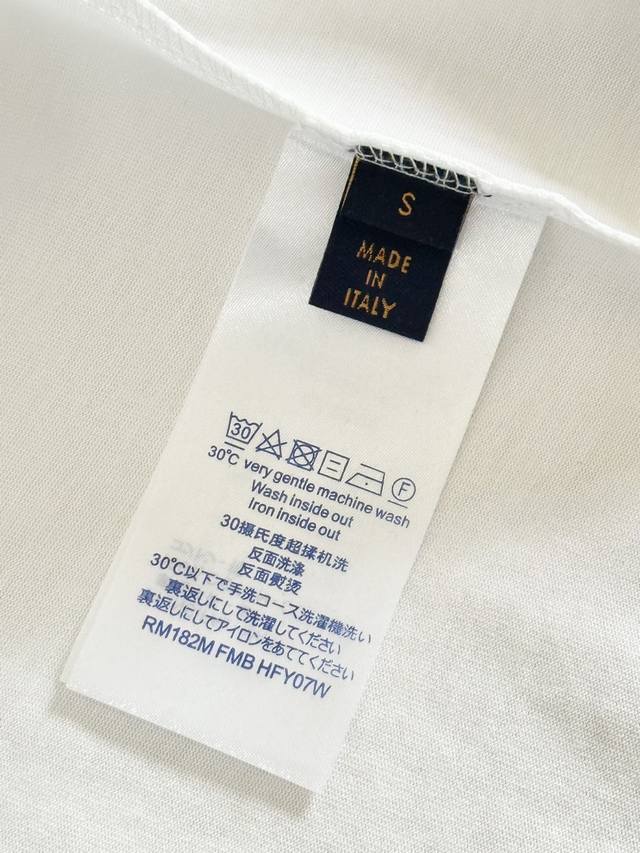 S
MADE
IN
ITALY
30
F
30°C very gentle machine wash
Wash inside out
Iron inside out
30摄氏度超揉机洗
反面洗涤
反面熨烫
30°C以下で手洗コース洗濯機洗い
裏返しにして洗濯してください
裏返しにしてアイロンをあててください
RM182M FMB HFY07W